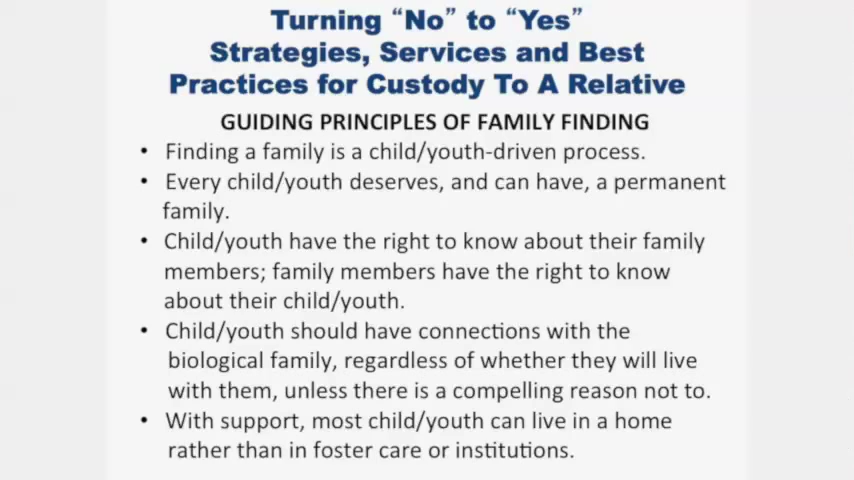 Turning “No” to “Yes”
Strategies, Services and Best
Practices for Custody To A Relative
GUIDING PRINCIPLES OF FAMILY FINDING
• Finding a family is a child/youth-driven process.
• Every child/youth deserves, and can have, a permanent
family.
• Child/youth have the right to know about their family
members; family members have the right to know
about their child/youth.
• Child/youth should have connections with the
biological family, regardless of whether they will live
with them, unless there is a compelling reason not to.
• With support, most child/youth can live in a home
rather than in foster care or institutions.